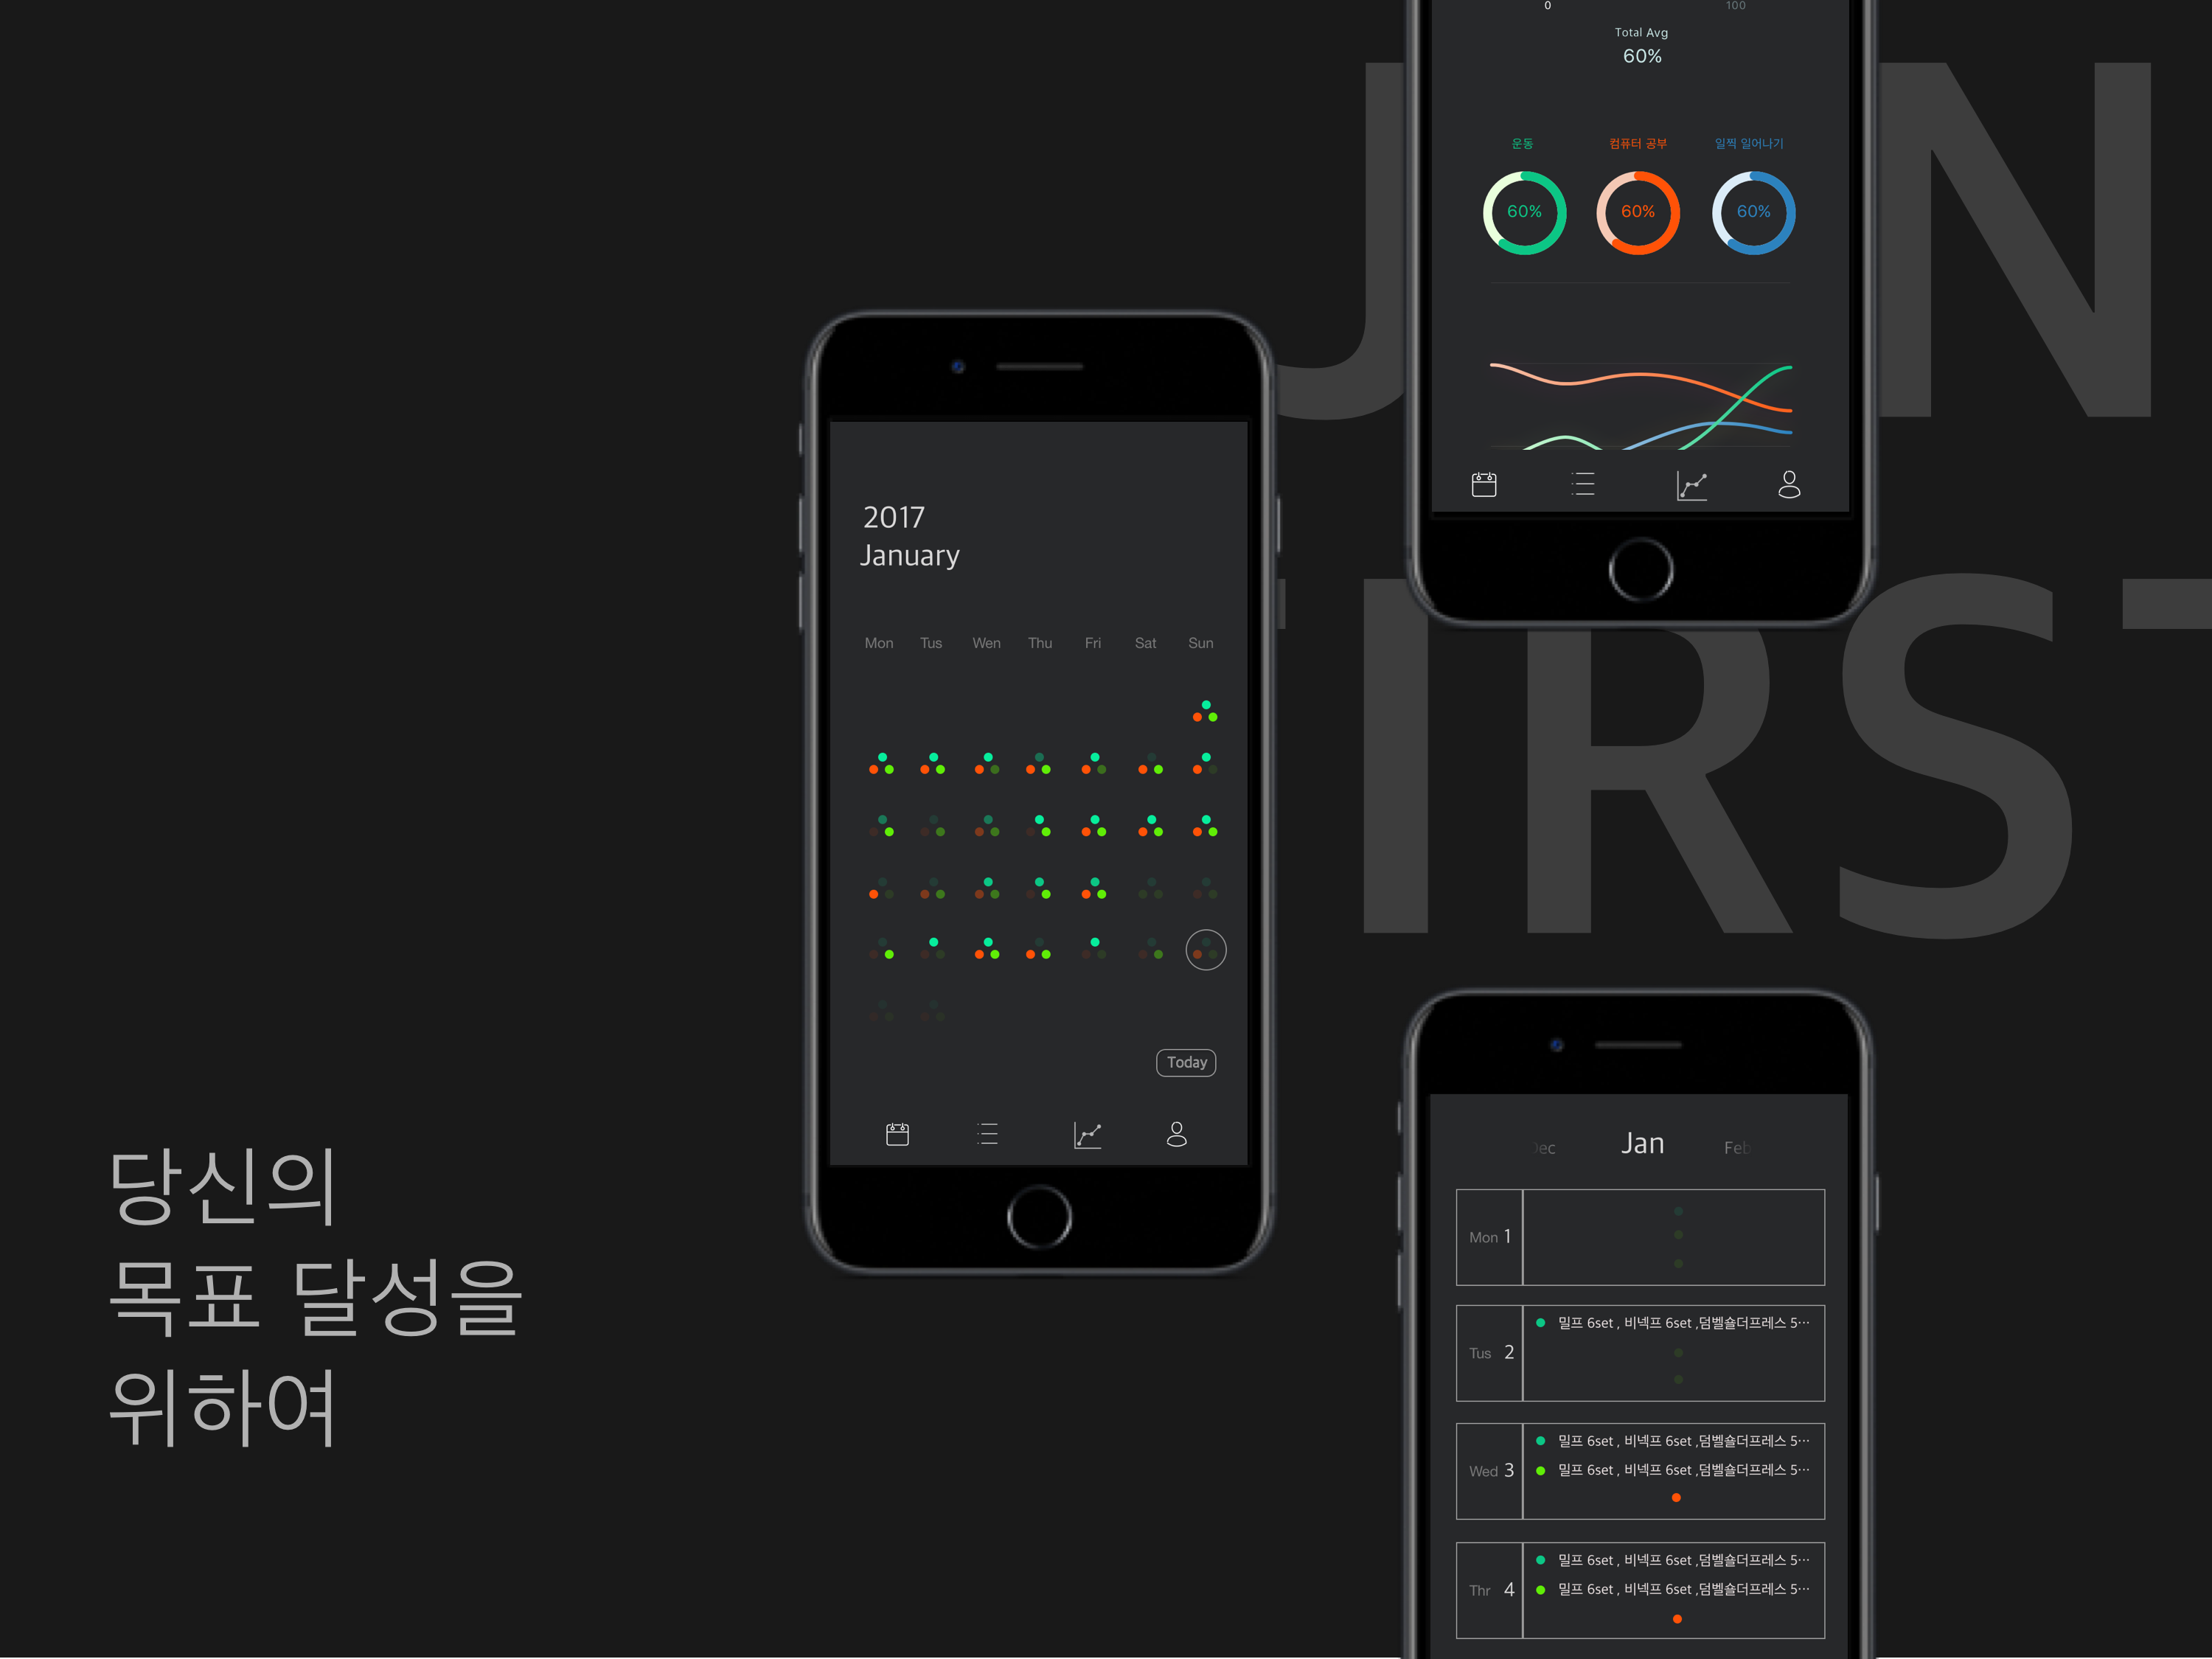 당신의
목표 달성을
위하여
2017
January
Mon Tus Wen Thu Fri Sat Sun
Today
0 100
Total Avg
60%
운동 컴퓨터 공부 일찍 일어나기
60% 60% 60%
Jan Feb
Mon 1
Tus 2
밀프 6set , 비넥프 6set ,덤벨숄더프레스 5…
Wed 3
밀프 6set , 비넥프 6set ,덤벨숄더프레스 5…
밀프 6set , 비넥프 6set ,덤벨숄더프레스 5…
Thr 4
밀프 6set , 비넥프 6set ,덤벨숄더프레스 5…
밀프 6set , 비넥프 6set ,덤벨숄더프레스 5…